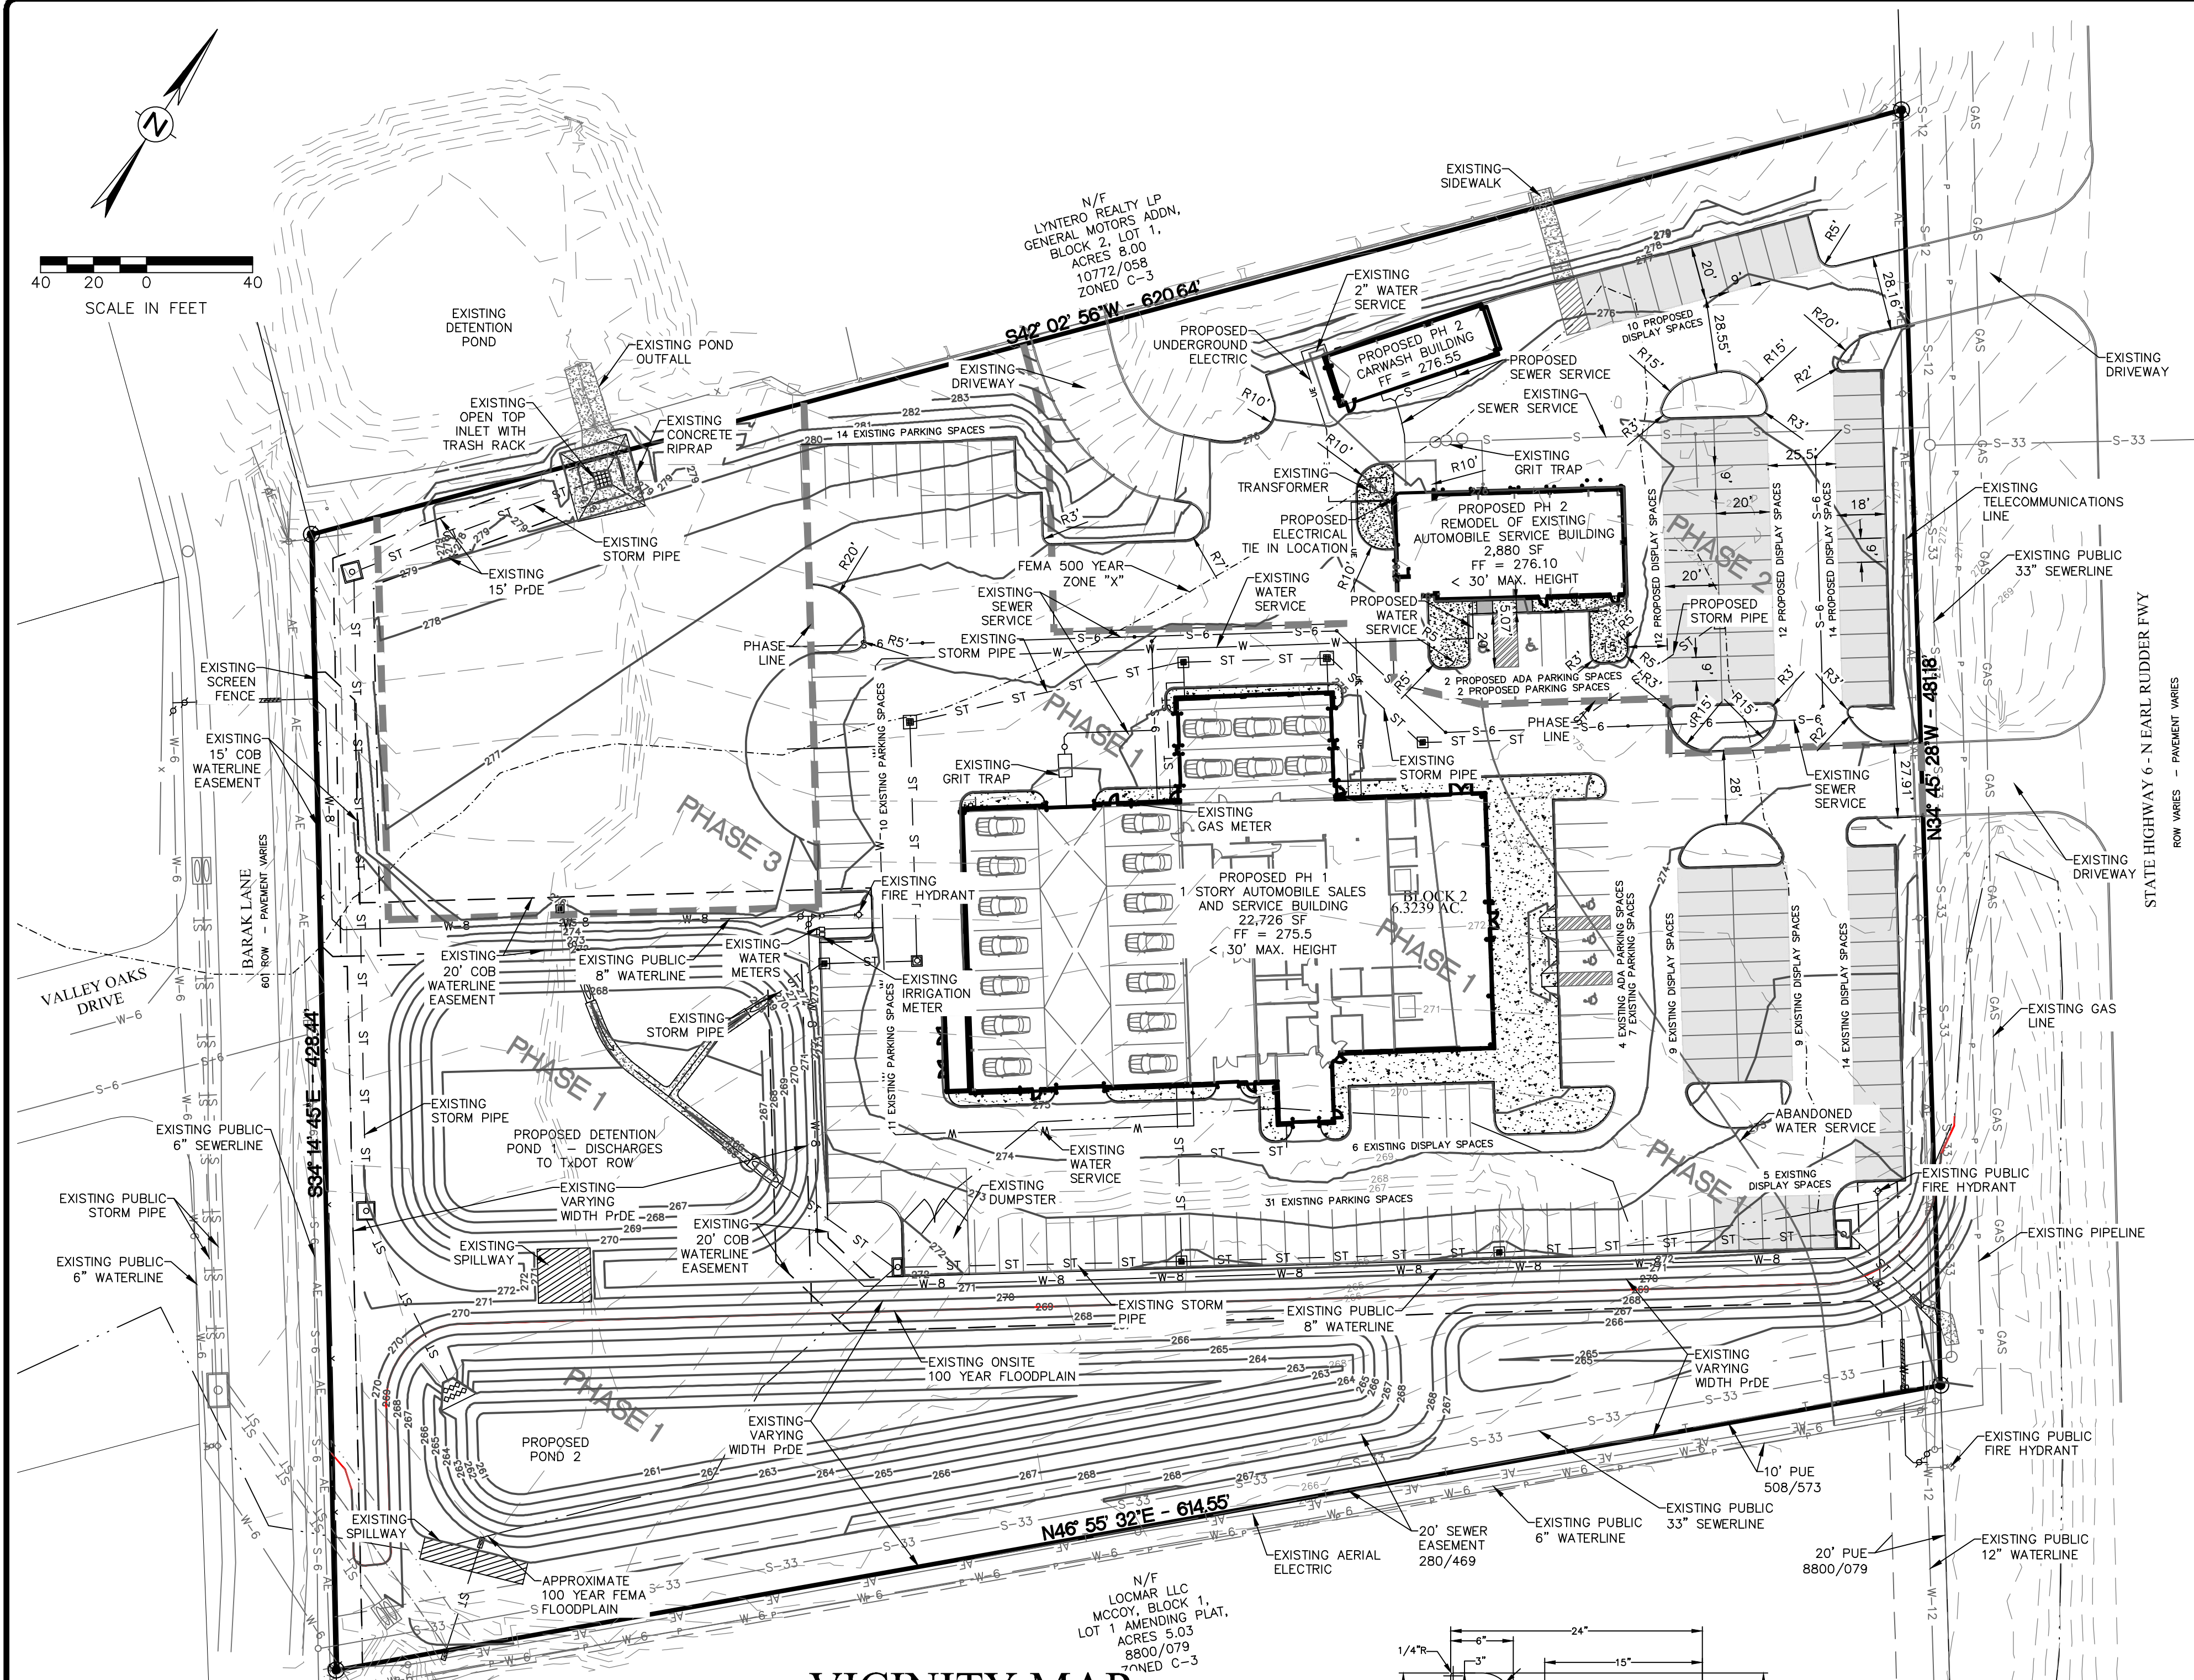 N
40 20 0 40
SCALE IN FEET
EXISTING
DETENTION
POND
EXISTING POND
OUTFALL
EXISTING
OPEN TOP
INLET WITH
TRASH RACK
EXISTING
CONCRETE
RIPRAP
N/F
LYNTERO REALTY LP
GENERAL MOTORS ADDN,
BLOCK 2, LOT 1,
ACRES 8.00
10772/058
ZONED C-3
S42° 02' 56"W - 620.64'
EXISTING
SIDEWALK
EXISTING
2" WATER
SERVICE
PROPOSED
UNDERGROUND
ELECTRIC
EXISTING
DRIVEWAY
PROPOSED PH 2
CARWASH BUILDING
FF = 276.55
PROPOSED
SEWER SERVICE
EXISTING
SEWER SERVICE
10 PROPOSED
DISPLAY SPACES
EXISTING
DRIVEWAY
14 EXISTING PARKING SPACES
EXISTING
GRIT TRAP
EXISTING
TRANSFORMER
PROPOSED
ELECTRICAL
TIE IN LOCATION
PROPOSED PH 2
REMODEL OF EXISTING
AUTOMOBILE SERVICE BUILDING
2,880 SF
FF = 276.10
< 30' MAX. HEIGHT
12 PROPOSED DISPLAY SPACES
12 PROPOSED DISPLAY SPACES
14 PROPOSED DISPLAY SPACES
PHASE 2
EXISTING
TELECOMMUNICATIONS
LINE
EXISTING PUBLIC
33" SEWERLINE
EXISTING
STORM PIPE
EXISTING
15' PrDE
FEMA 500 YEAR
ZONE "X"
EXISTING
SEWER
SERVICE
EXISTING
WATER
SERVICE
PROPOSED
WATER
SERVICE
PROPOSED
STORM PIPE
EXISTING
STORM PIPE
PHASE
LINE
2 PROPOSED ADA PARKING SPACES
2 PROPOSED PARKING SPACES
PHASE
LINE
EXISTING
SCREEN
FENCE
EXISTING
15' COB
WATERLINE
EASEMENT
10 EXISTING PARKING SPACES
PHASE 1
EXISTING
GRIT TRAP
EXISTING
STORM PIPE
EXISTING
SEWER
SERVICE
N34° 45' 28"W - 481.18'
STATE HIGHWAY 6 - N EARL RUDDER FWY
ROW VARIES - PAVEMENT VARIES
PHASE 3
EXISTING
GAS METER
EXISTING
DRIVEWAY
BARAK LANE
60' ROW - PAVEMENT VARIES
VALLEY OAKS
DRIVE
EXISTING
FIRE HYDRANT
PROPOSED PH 1
1 STORY AUTOMOBILE SALES
AND SERVICE BUILDING
22,726 SF
FF = 275.5
< 30' MAX. HEIGHT
BLOCK 2
6.3239 AC.
PHASE 1
4 EXISTING ADA PARKING SPACES
7 EXISTING PARKING SPACES
9 EXISTING DISPLAY SPACES
9 EXISTING DISPLAY SPACES
14 EXISTING DISPLAY SPACES
EXISTING
20' COB
WATERLINE
EASEMENT
EXISTING PUBLIC
8" WATERLINE
EXISTING
WATER
METERS
EXISTING
IRRIGATION
METER
EXISTING
STORM PIPE
EXISTING GAS
LINE
S34° 14' 45"E - 428.44'
PHASE 1
EXISTING
STORM PIPE
11 EXISTING PARKING SPACES
PROPOSED DETENTION
POND 1 - DISCHARGES
TO TxDOT ROW
EXISTING PUBLIC
6" SEWERLINE
EXISTING
WATER
SERVICE
6 EXISTING DISPLAY SPACES
ABANDONED
WATER SERVICE
EXISTING PUBLIC
STORM PIPE
EXISTING
VARYING
WIDTH PrDE
EXISTING
DUMPSTER
31 EXISTING PARKING SPACES
PHASE 1
5 EXISTING
DISPLAY SPACES
EXISTING PUBLIC
FIRE HYDRANT
EXISTING
SPILLWAY
EXISTING
20' COB
WATERLINE
EASEMENT
EXISTING PUBLIC
6" WATERLINE
EXISTING PIPELINE
EXISTING STORM
PIPE
EXISTING PUBLIC
8" WATERLINE
EXISTING ONSITE
100 YEAR FLOODPLAIN
EXISTING
VARYING
WIDTH PrDE
PHASE 1
EXISTING
VARYING
WIDTH PrDE
PROPOSED
POND 2
EXISTING PUBLIC
FIRE HYDRANT
10' PUE
508/573
EXISTING
SPILLWAY
N46° 55' 32"E - 614.55'
EXISTING PUBLIC
33" SEWERLINE
EXISTING PUBLIC
6" WATERLINE
20' SEWER
EASEMENT
280/469
EXISTING AERIAL
ELECTRIC
20' PUE
8800/079
EXISTING PUBLIC
12" WATERLINE
APPROXIMATE
100 YEAR FEMA
FLOODPLAIN
N/F
LOCMAR LLC
MCCOY, BLOCK 1,
LOT 1 AMENDING PLAT,
ACRES 5.03
8800/079
ZONED C-3
VICINITY MAP
24"
6"
1/4"R
3"
15"